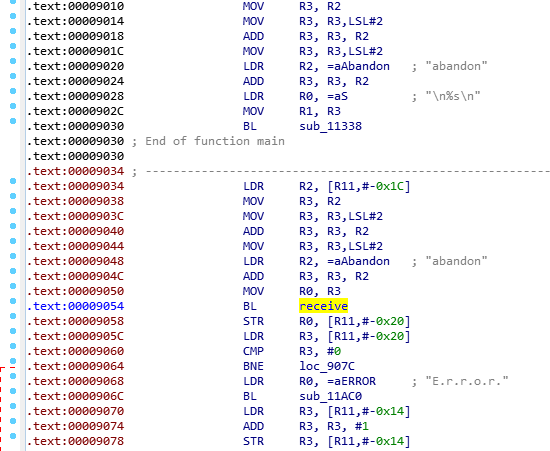 .text:00009010 MOV R3, R2
.text:00009014 MOV R3, R3,LSL#2
.text:00009018 ADD R3, R3, R2
.text:0000901C MOV R3, R3,LSL#2
.text:00009020 LDR R2, =aAbandon ; "abandon"
.text:00009024 ADD R3, R3, R2
.text:00009028 LDR R0, =aS ; "\n%s\n"
.text:0000902C MOV R1, R3
.text:00009030 BL sub_11338
.text:00009030 ; End of function main
.text:00009030
.text:00009034 ; ---------------------------------------------------------
.text:00009034 LDR R2, [R11,#-0x1C]
.text:00009038 MOV R3, R2
.text:0000903C MOV R3, R3,LSL#2
.text:00009040 ADD R3, R3, R2
.text:00009044 MOV R3, R3,LSL#2
.text:00009048 LDR R2, =aAbandon ; "abandon"
.text:0000904C ADD R3, R3, R2
.text:00009050 MOV R0, R3
.text:00009054 BL receive
.text:00009058 STR R0, [R11,#-0x20]
.text:0000905C LDR R3, [R11,#-0x20]
.text:00009060 CMP R3, #0
.text:00009064 BNE loc_907C
.text:00009068 LDR R0, =aERROR ; "E.r.r.o.r."
.text:0000906C BL sub_11AC0
.text:00009070 LDR R3, [R11,#-0x14]
.text:00009074 ADD R3, R3, #1
.text:00009078 STR R3, [R11,#-0x14]